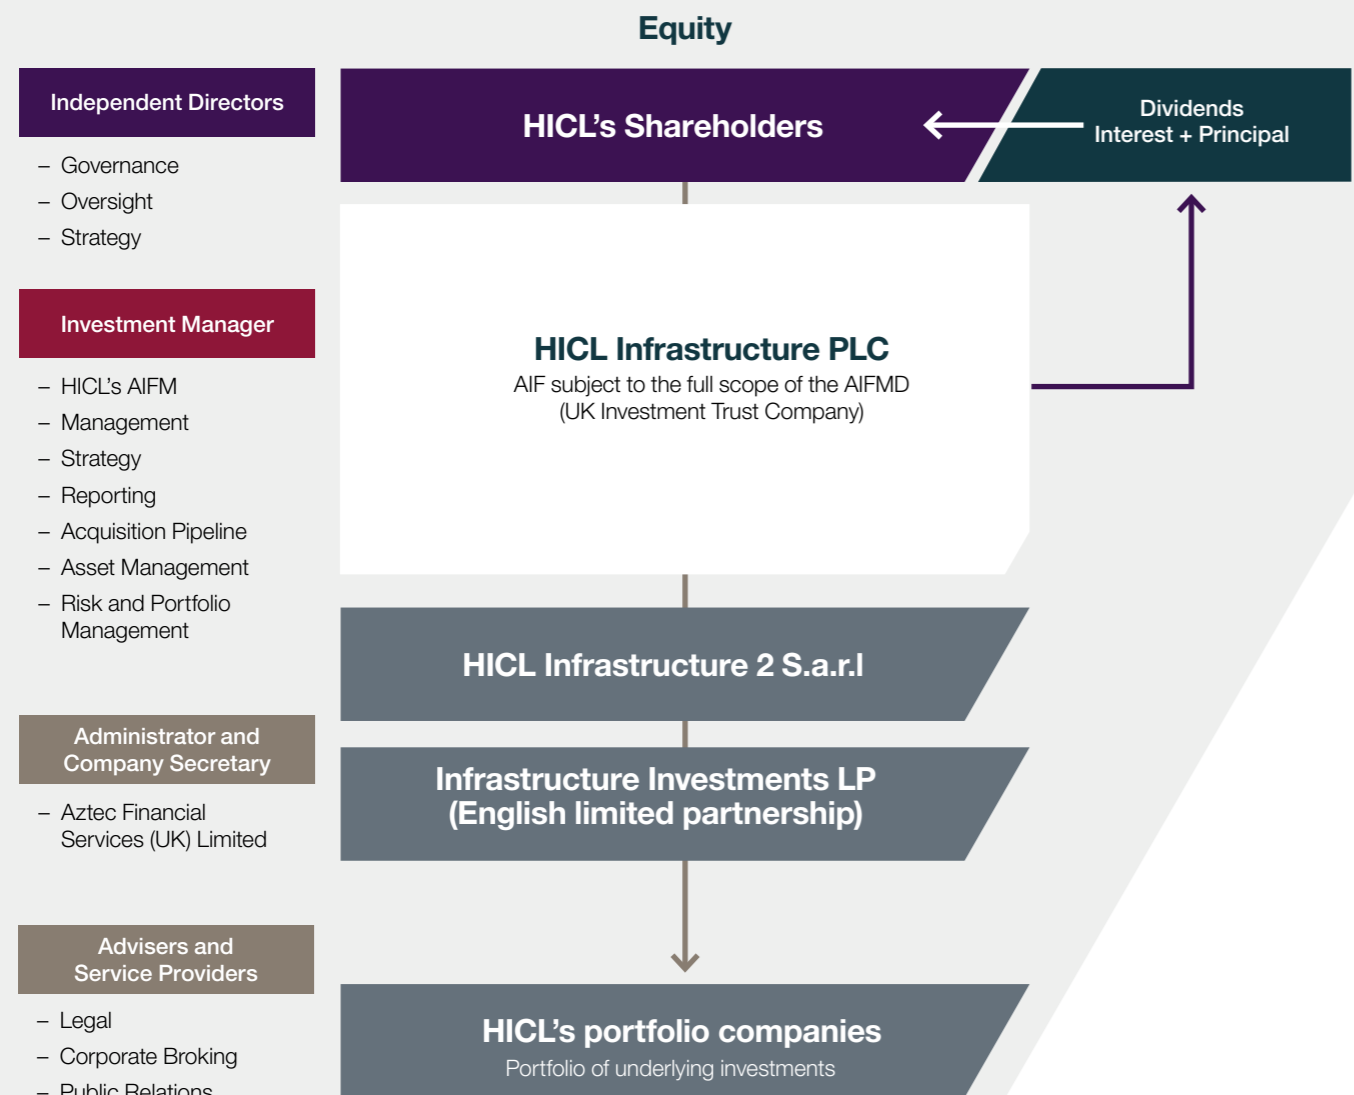 Equity
Independent Directors
– Governance
– Oversight
– Strategy
Investment Manager
– HICL’s AIFM
– Management
– Strategy
– Reporting
– Acquisition Pipeline
– Asset Management
– Risk and Portfolio
Management
Administrator and
Company Secretary
– Aztec Financial
Services (UK) Limited
Advisers and
Service Providers
– Legal
– Corporate Broking
– Public Relations
HICL’s Shareholders
Dividends
Interest + Principal
HICL Infrastructure PLC
AIF subject to the full scope of the AIFMD
(UK Investment Trust Company)
HICL Infrastructure 2 S.a.r.l
Infrastructure Investments LP
(English limited partnership)
HICL’s portfolio companies
Portfolio of underlying investments